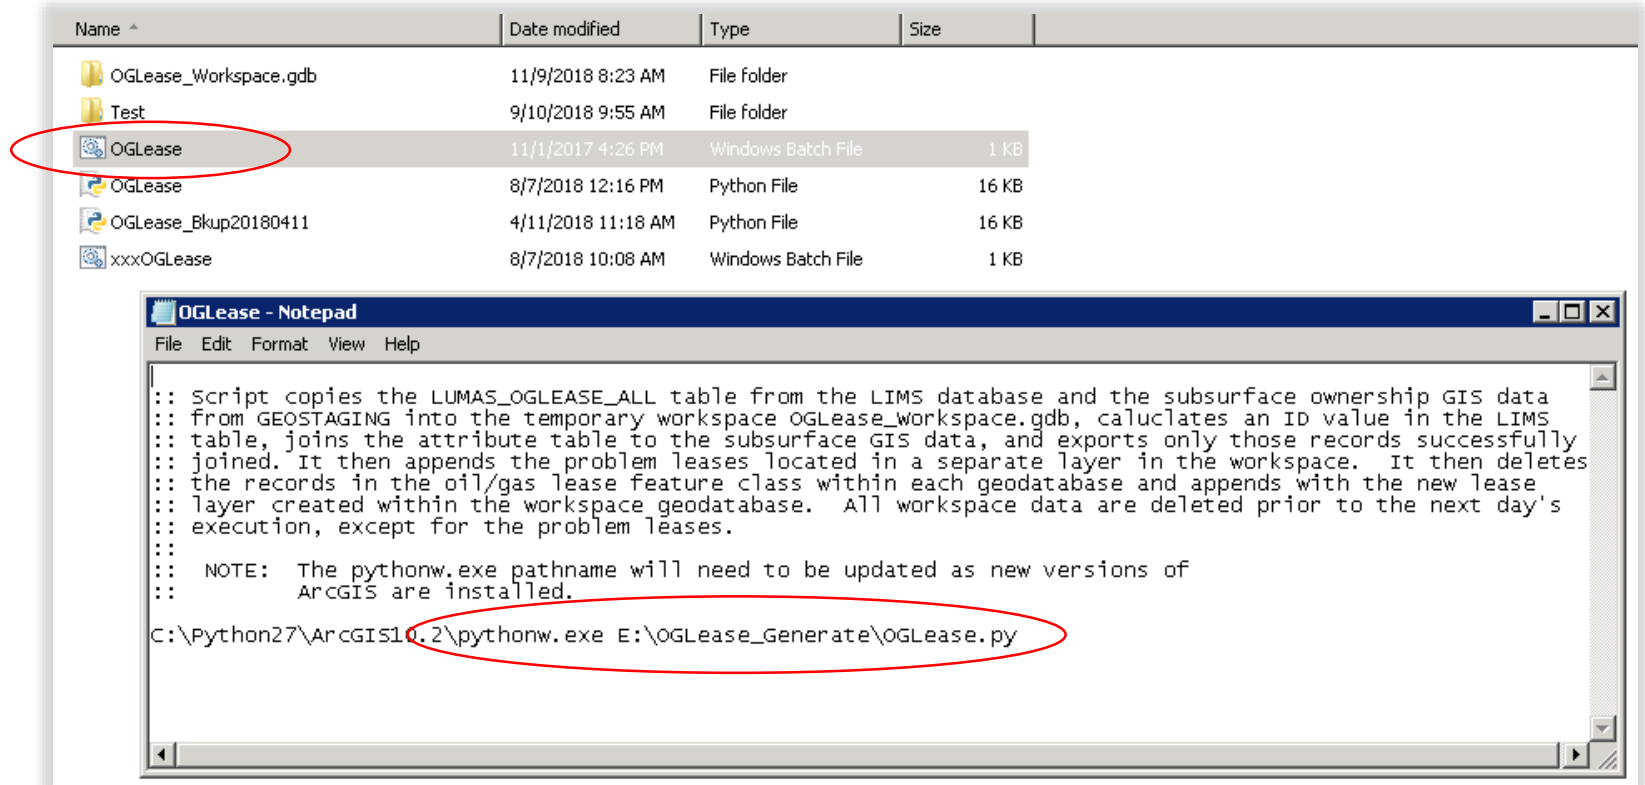 Name Date modified Type Size
OGLease_Workspace.gdb 11/9/2018 8:23 AM File folder
Test 9/10/2018 9:55 AM File folder
OGLease 11/1/2017 4:26 PM Windows Batch File 1 KB
OGLease 8/7/2018 12:16 PM Python File 16 KB
OGLease_Bkup20180411 4/11/2018 11:18 AM Python File 16 KB
xxxOGLease 8/7/2018 10:08 AM Windows Batch File 1 KB
OGLease - Notepad
File Edit Format View Help
:: Script copies the LUMAS_OGLEASE_ALL table from the LIMS database and the subsurface ownership GIS data
:: from GEOSTAGING into the temporary workspace OGLease_Workspace.gdb, caluclates an ID value in the LIMS
:: table, joins the attribute table to the subsurface GIS data, and exports only those records successfully
:: joined. It then appends the problem leases located in a separate layer in the workspace.  It then deletes
:: the records in the oil/gas lease feature class within each geodatabase and appends with the new lease
:: layer created within the workspace geodatabase.  All workspace data are deleted prior to the next day's
:: execution, except for the problem leases.
::
::  NOTE:  The pythonw.exe pathname will need to be updated as new versions of
::         ArcGIS are installed.
C:\Python27\ArcGIS10.2\pythonw.exe E:\OGLease_Generate\OGLease.py